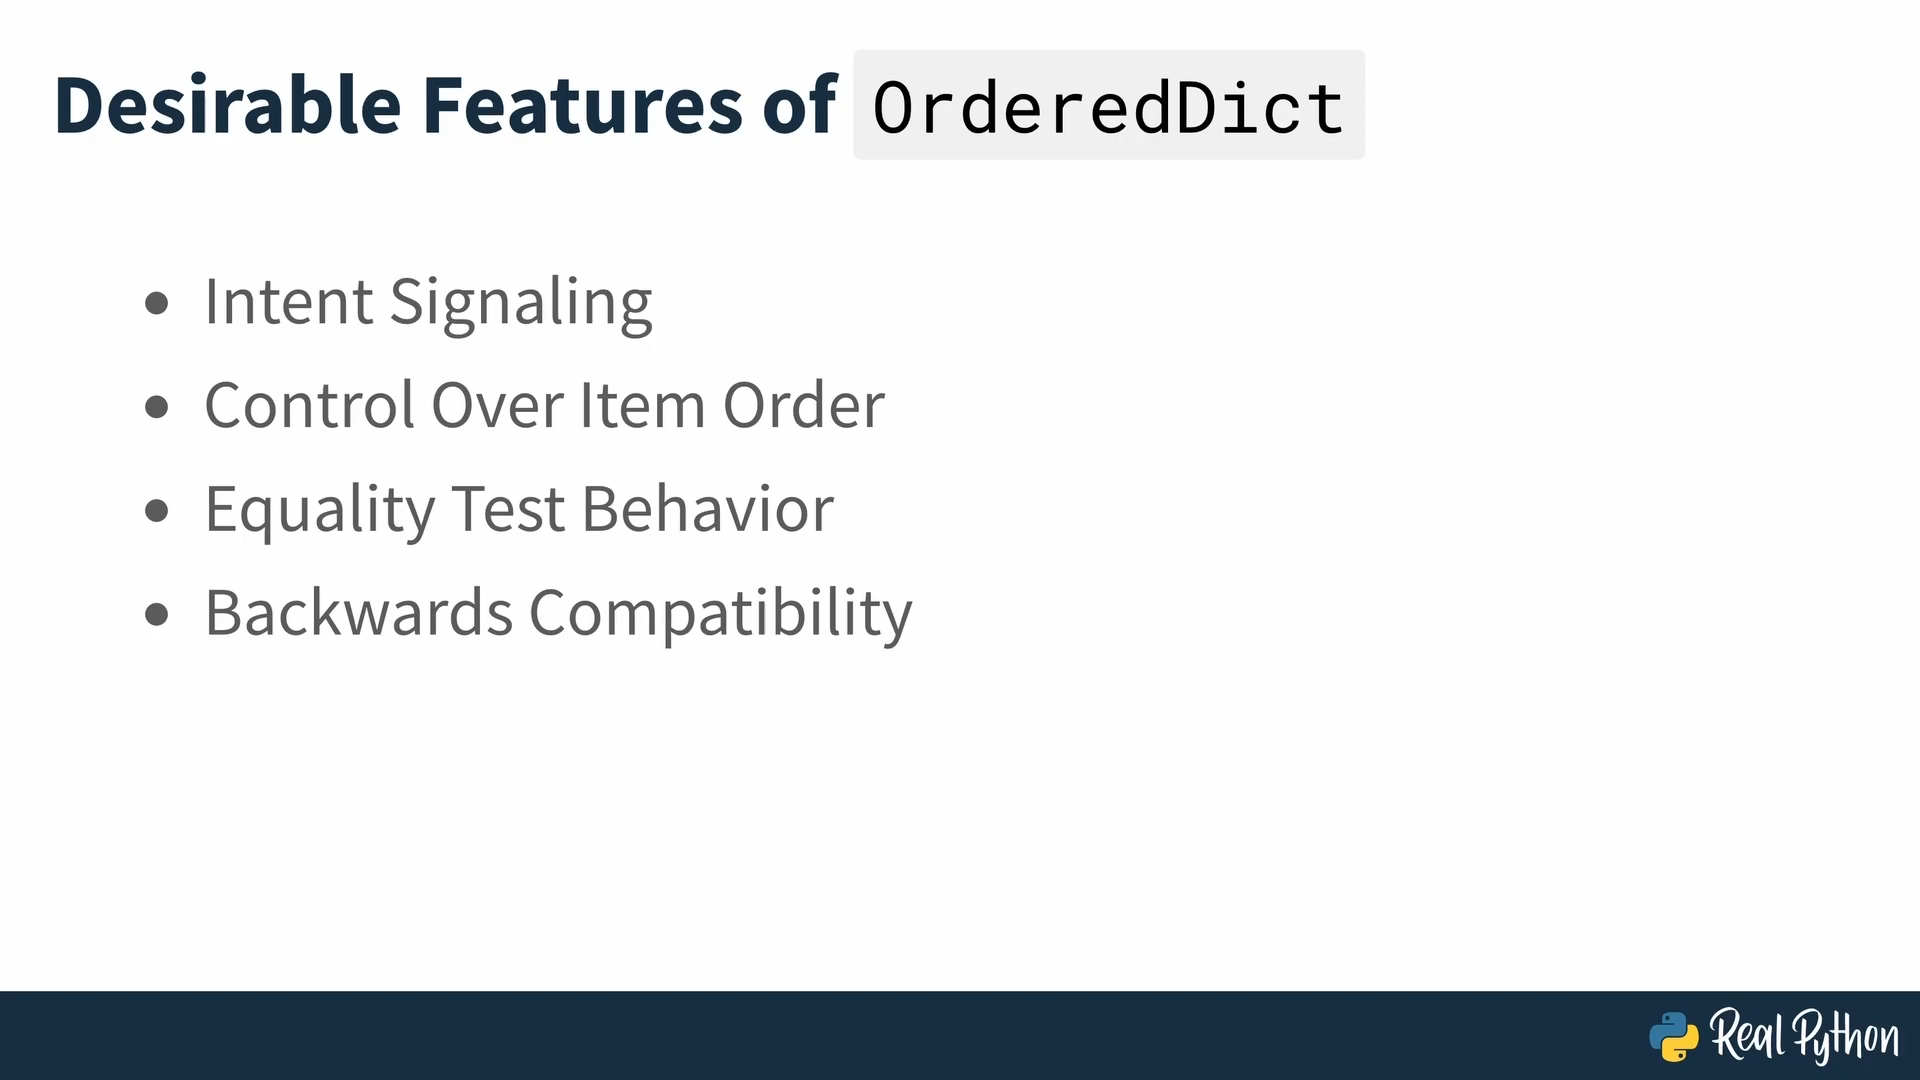 Desirable Features of OrderedDict
• Intent Signaling
• Control Over Item Order
• Equality Test Behavior
• Backwards Compatibility
Real Python